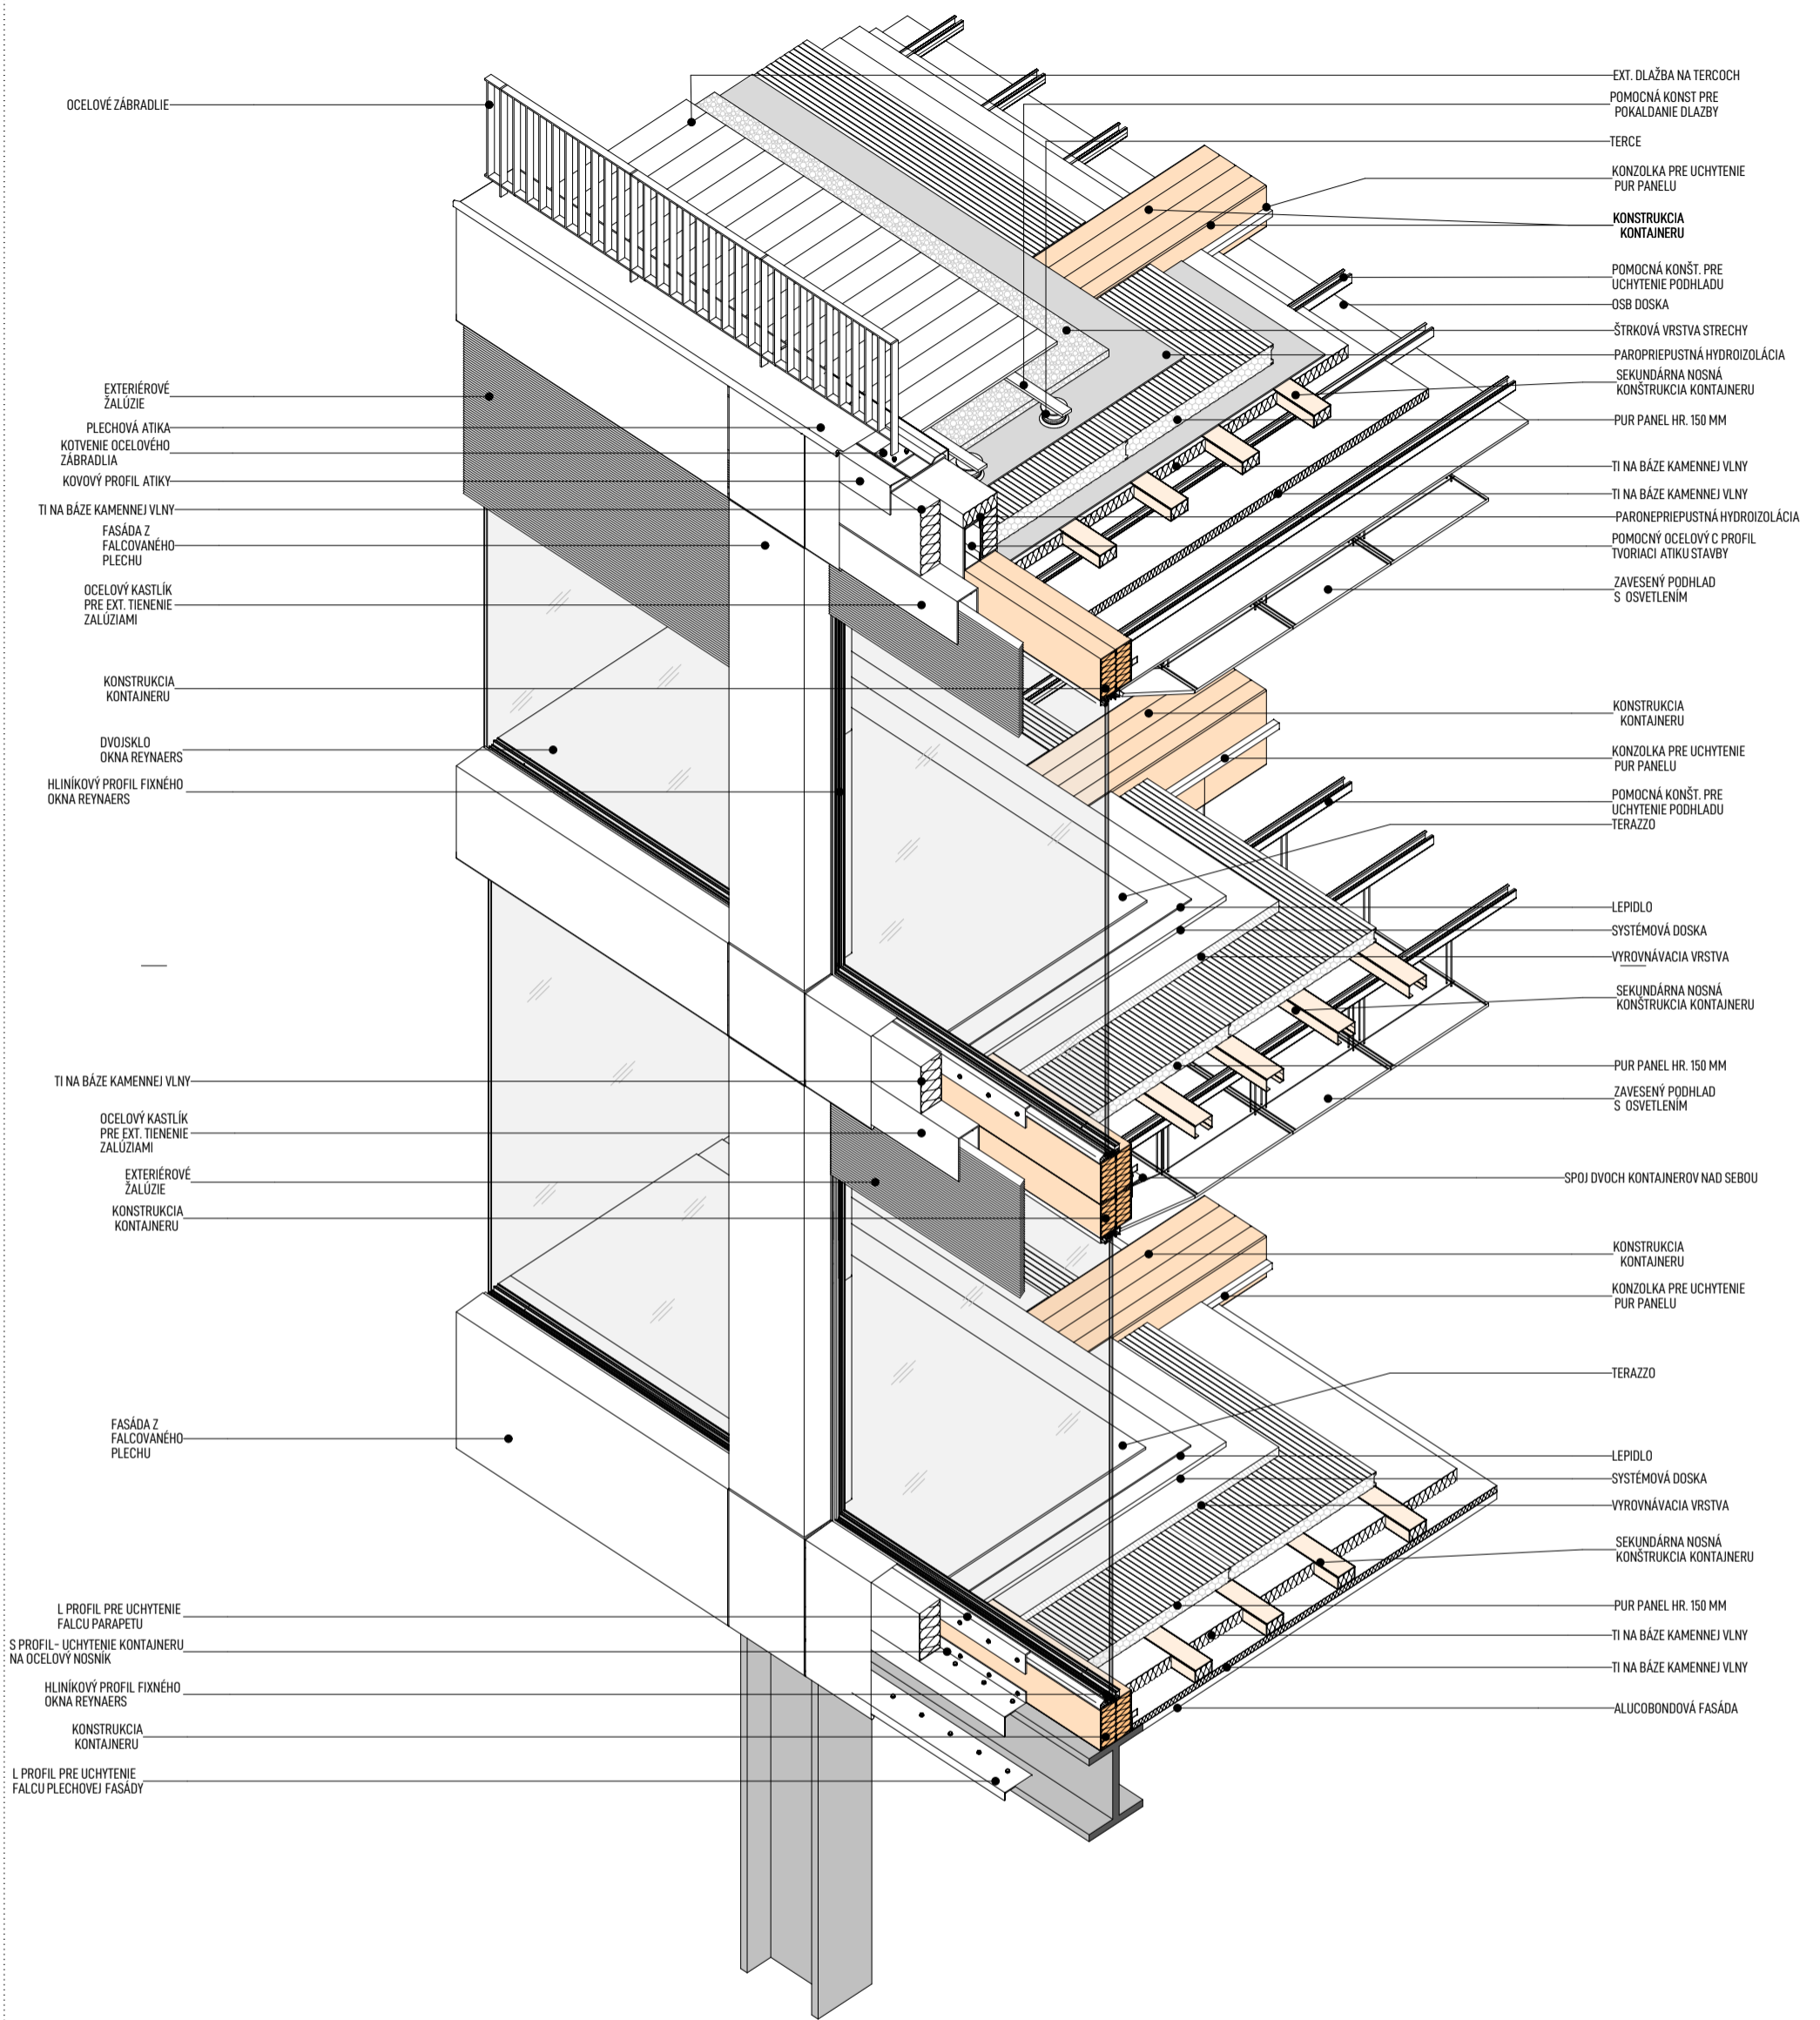 OCELOVÉ ZÁBRADLIE
EXTERIÉROVÉ
ŽALÚZIE
PLECHOVÁ ATIKA
KOTVENIE OCELOVÉHO
ZÁBRADLIA
KOVOVÝ PROFIL ATIKY
TI NA BÁZE KAMENNEJ VLNY
FASÁDA Z
FALCOVANÉHO
PLECHU
OCELOVÝ KASTLÍK
PRE EXT. TIENENIE
ZALÚZIAMI
KONSTRUKCIA
KONTAJNERU
DVOJSKLO
OKNA REYNAERS
HLINÍKOVÝ PROFIL FIXNÉHO
OKNA REYNAERS
TI NA BÁZE KAMENNEJ VLNY
OCELOVÝ KASTLÍK
PRE EXT. TIENENIE
ZALÚZIAMI
EXTERIÉROVÉ
ŽALÚZIE
KONSTRUKCIA
KONTAJNERU
FASÁDA Z
FALCOVANÉHO
PLECHU
L PROFIL PRE UCHYTENIE
FALCU PARAPETU
S PROFIL- UCHYTENIE KONTAJNERU
NA OCELOVÝ NOSNÍK
HLINÍKOVÝ PROFIL FIXNÉHO
OKNA REYNAERS
KONSTRUKCIA
KONTAJNERU
L PROFIL PRE UCHYTENIE
FALCU PLECHOVEJ FASÁDY
EXT. DLAŽBA NA TERCOCH
POMOCNÁ KONST PRE
POKALDANIE DLAZBY
TERCE
KONZOLKA PRE UCHYTENIE
PUR PANELU
KONSTRUKCIA
KONTAJNERU
POMOCNÁ KONŠT. PRE
UCHYTENIE PODHLADU
OSB DOSKA
ŠTRKOVÁ VRSTVA STRECHY
PAROPRIEPUSTNÁ HYDROIZOLÁCIA
SEKUNDÁRNA NOSNÁ
KONŠTRUKCIA KONTAJNERU
PUR PANEL HR. 150 MM
TI NA BÁZE KAMENNEJ VLNY
TI NA BÁZE KAMENNEJ VLNY
PARONEPRIEPUSTNÁ HYDROIZOLÁCIA
POMOCNÝ OCELOVÝ C PROFIL
TVORIACI ATIKU STAVBY
ZAVESENÝ PODHLAD
S OSVETLENÍM
KONSTRUKCIA
KONTAJNERU
KONZOLKA PRE UCHYTENIE
PUR PANELU
POMOCNÁ KONŠT. PRE
UCHYTENIE PODHLADU
TERAZZO
LEPIDLO
SYSTÉMOVÁ DOSKA
VYROVNÁVACIA VRSTVA
SEKUNDÁRNA NOSNÁ
KONŠTRUKCIA KONTAJNERU
PUR PANEL HR. 150 MM
ZAVESENÝ PODHLAD
S OSVETLENÍM
SPOJ DVOCH KONTAJNEROV NAD SEBOU
KONSTRUKCIA
KONTAJNERU
KONZOLKA PRE UCHYTENIE
PUR PANELU
TERAZZO
LEPIDLO
SYSTÉMOVÁ DOSKA
VYROVNÁVACIA VRSTVA
SEKUNDÁRNA NOSNÁ
KONŠTRUKCIA KONTAJNERU
PUR PANEL HR. 150 MM
TI NA BÁZE KAMENNEJ VLNY
TI NA BÁZE KAMENNEJ VLNY
ALUCOBONDOVÁ FASÁDA